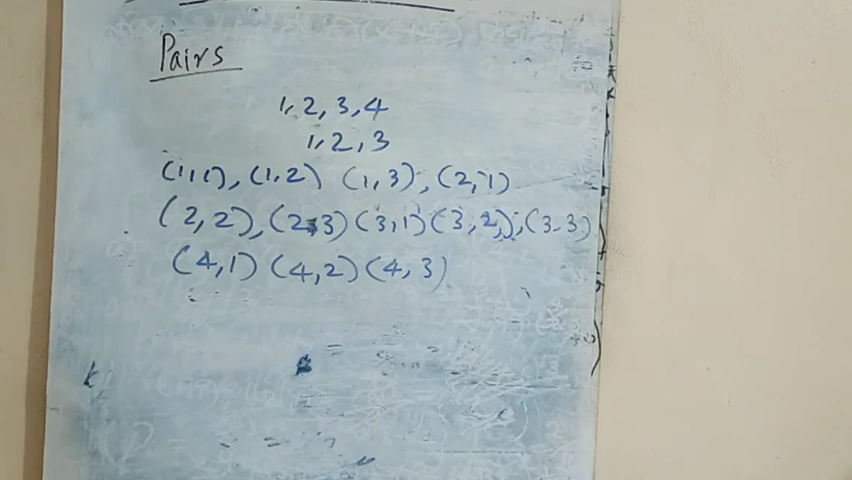 Pairs
1,2,3,4
1,2,3
(1,1), (1,2) (1,3), (2,1)
(2,2), (2,3) (3,1) (3,2), (3,3)
(4,1) (4,2) (4,3)